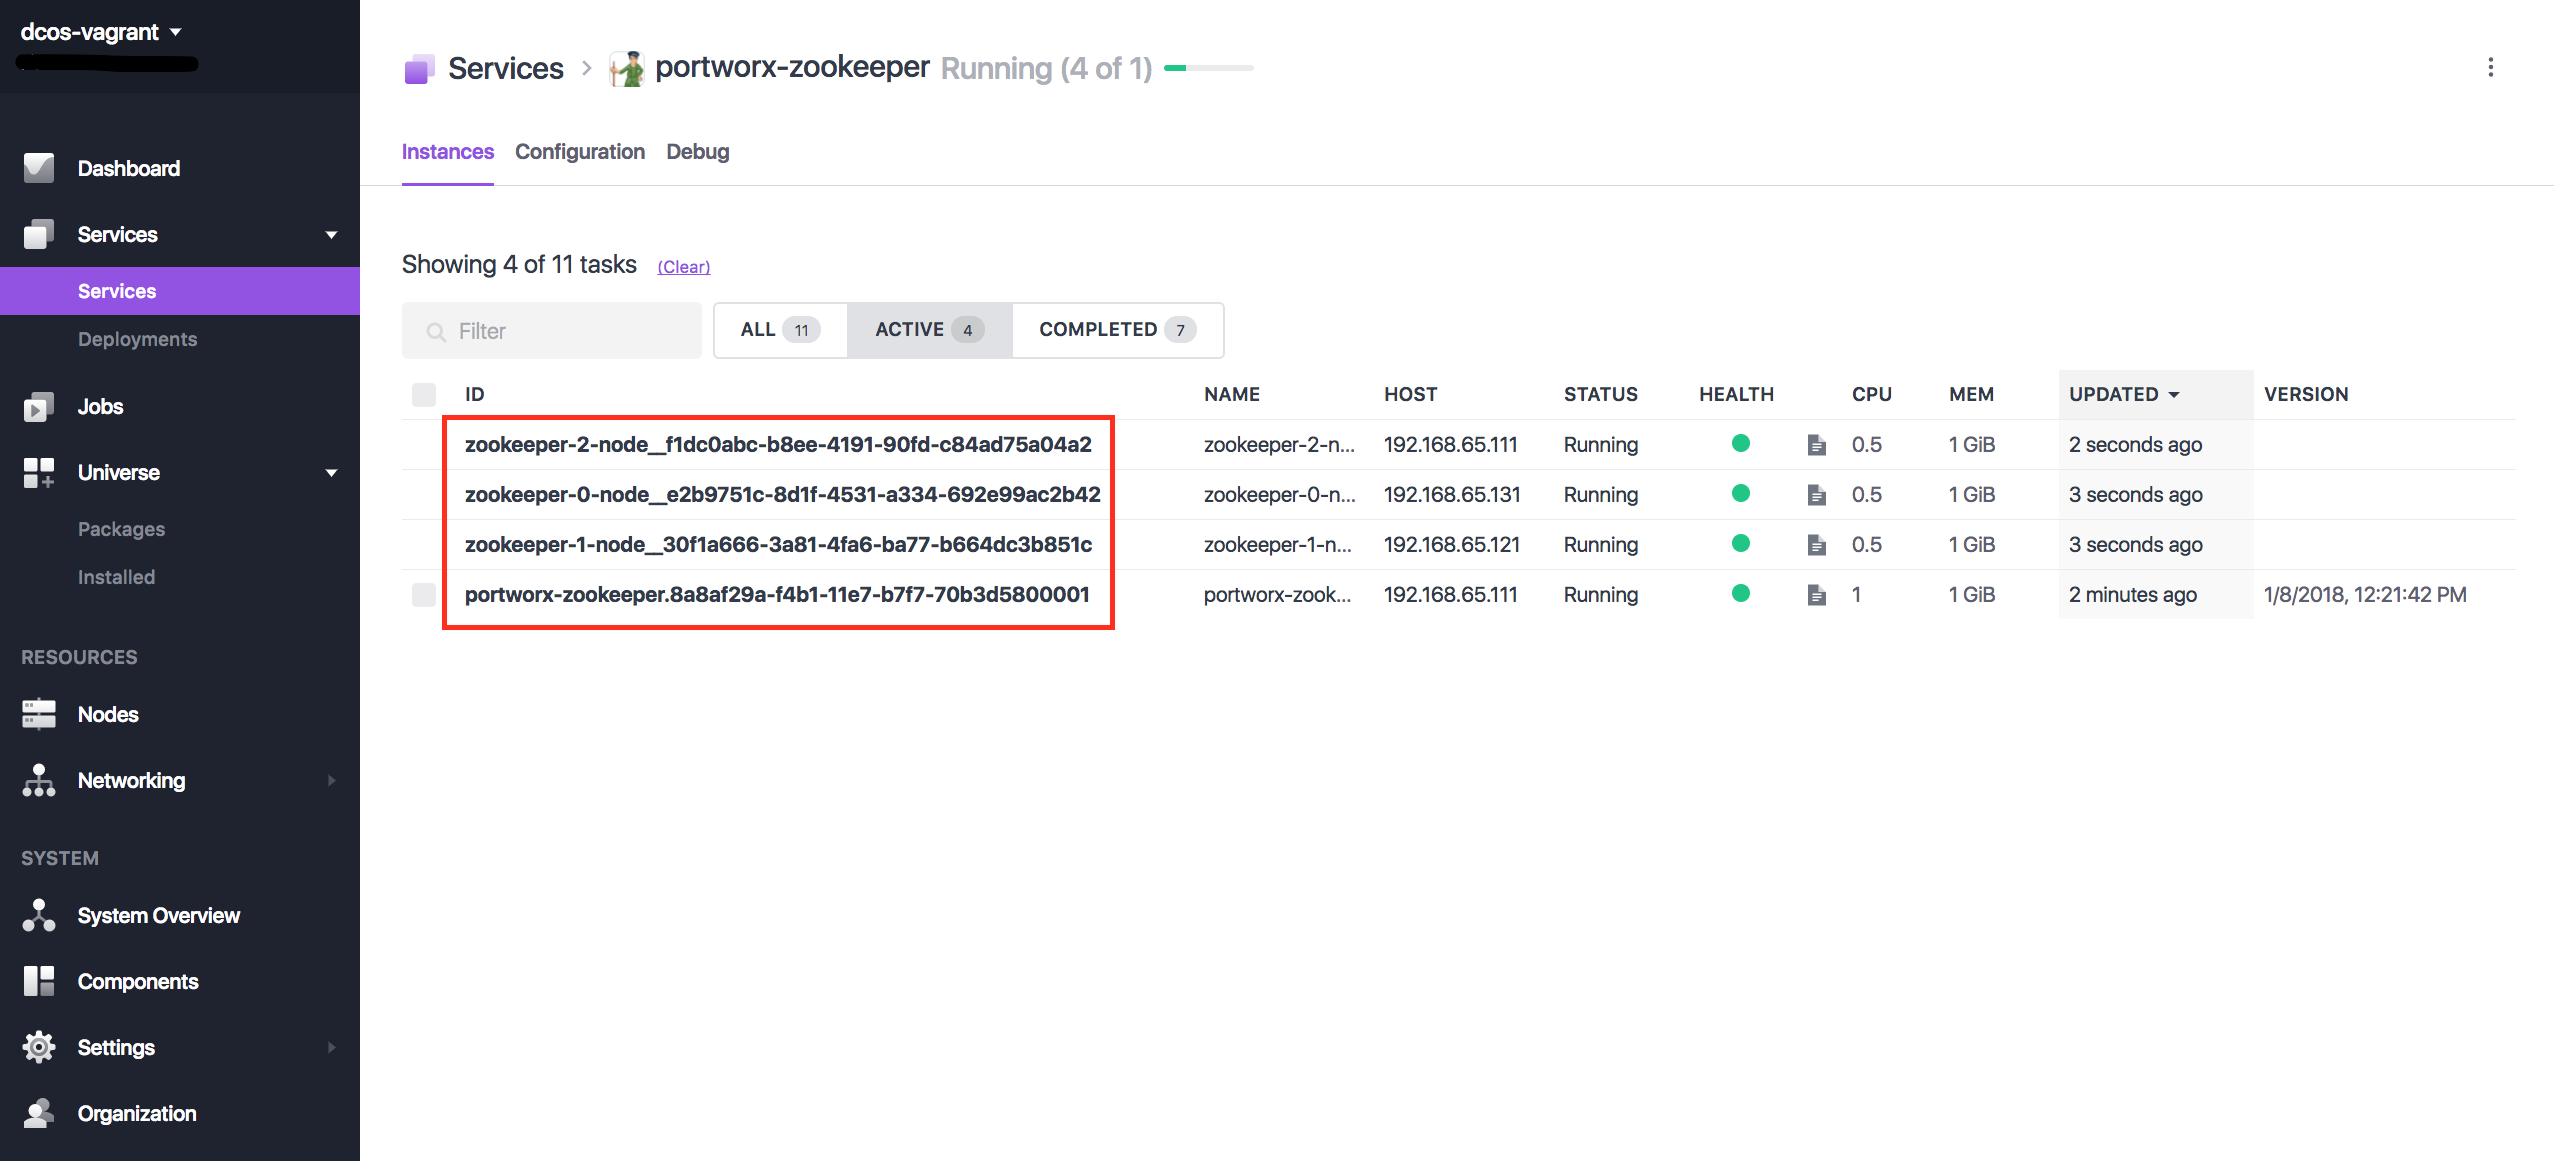 dcos-vagrant
Dashboard
Services
Services
Deployments
Jobs
Universe
Packages
Installed
RESOURCES
Nodes
Networking
SYSTEM
System Overview
Components
Settings
Organization
Services > portworx-zookeeper Running (4 of 1)
Instances Configuration Debug
Showing 4 of 11 tasks (Clear)
Filter ALL 11 ACTIVE 4 COMPLETED 7
ID NAME HOST STATUS HEALTH CPU MEM UPDATED VERSION
zookeeper-2-node__f1dc0abc-b8ee-4191-90fd-c84ad75a04a2 zookeeper-2-n... 192.168.65.111 Running 0.5 1 GiB 2 seconds ago
zookeeper-0-node__e2b9751c-8d1f-4531-a334-692e99ac2b42 zookeeper-0-n... 192.168.65.131 Running 0.5 1 GiB 3 seconds ago
zookeeper-1-node__30f1a666-3a81-4fa6-ba77-b664dc3b851c zookeeper-1-n... 192.168.65.121 Running 0.5 1 GiB 3 seconds ago
portworx-zookeeper.8a8af29a-f4b1-11e7-b7f7-70b3d5800001 portworx-zook... 192.168.65.111 Running 1 1 GiB 2 minutes ago 1/8/2018, 12:21:42 PM